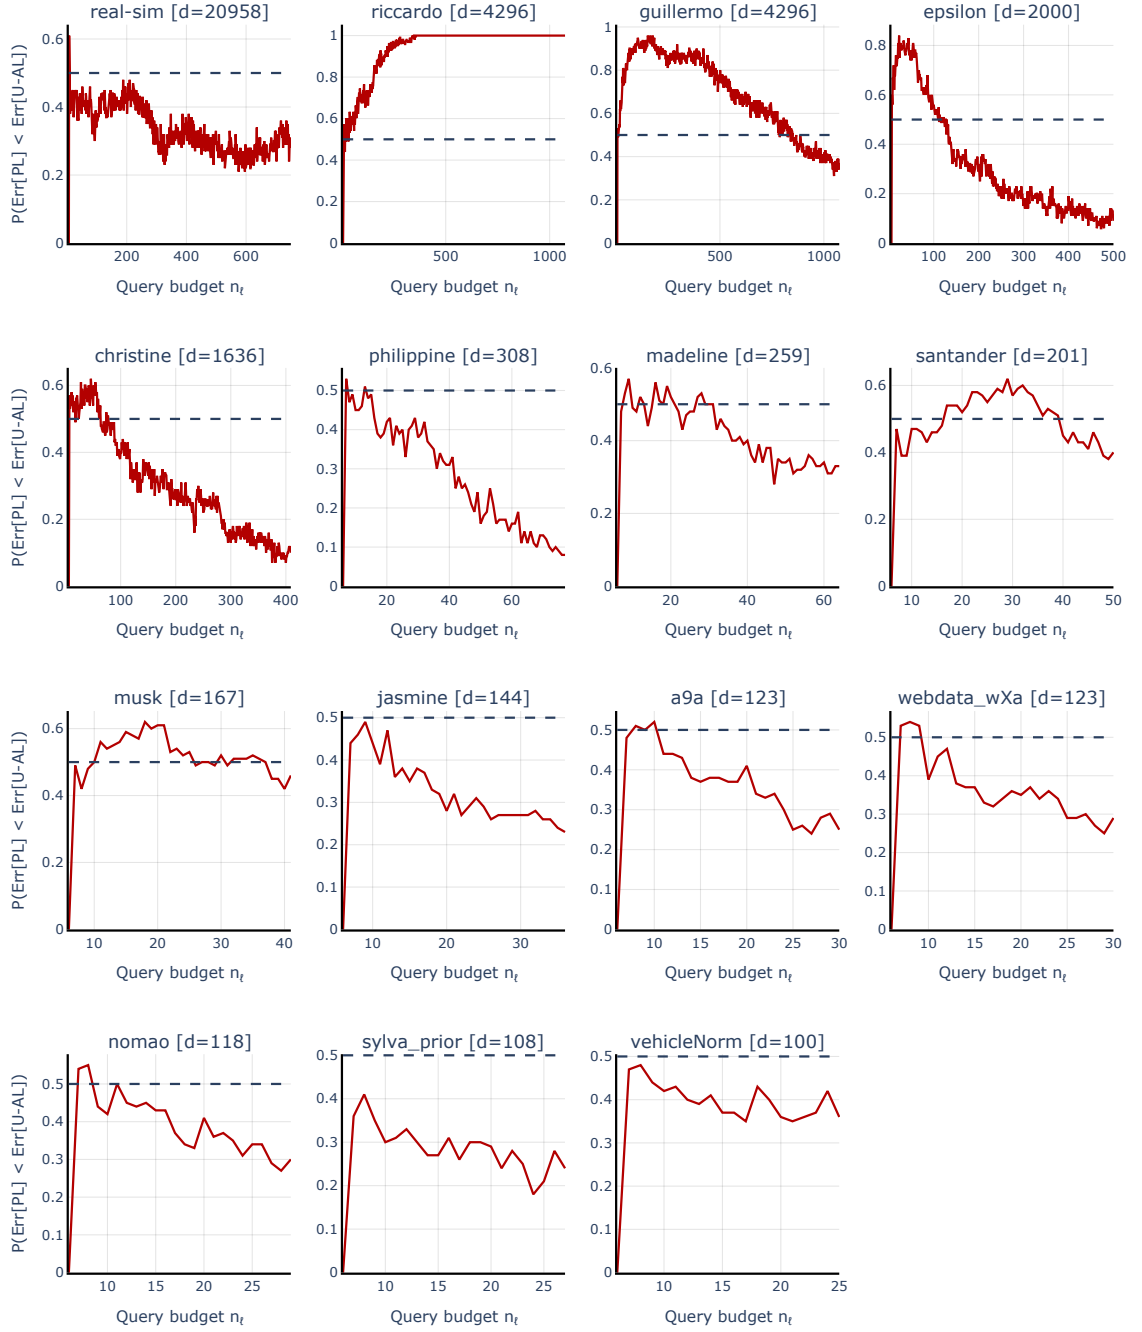 real-sim [d=20958] riccardo [d=4296] guillermo [d=4296] epsilon [d=2000]
P(Err[PL] < Err[U-AL])
0.6 0.4 0.2 0
200 400 600
1 0.8 0.6 0.4 0.2 0
500 1000
1 0.8 0.6 0.4 0.2 0
500 1000
0.8 0.6 0.4 0.2 0
100 200 300 400 500
Query budget nℓ Query budget nℓ Query budget nℓ Query budget nℓ
christine [d=1636] philippine [d=308] madeline [d=259] santander [d=201]
P(Err[PL] < Err[U-AL])
0.6 0.4 0.2 0
100 200 300 400
0.5 0.4 0.3 0.2 0.1 0
20 40 60
0.6 0.4 0.2 0
20 40 60
0.6 0.4 0.2 0
10 20 30 40 50
Query budget nℓ Query budget nℓ Query budget nℓ Query budget nℓ
musk [d=167] jasmine [d=144] a9a [d=123] webdata_wXa [d=123]
P(Err[PL] < Err[U-AL])
0.6 0.4 0.2 0
10 20 30 40
0.5 0.4 0.3 0.2 0.1 0
10 20 30
0.5 0.4 0.3 0.2 0.1 0
10 15 20 25 30
0.5 0.4 0.3 0.2 0.1 0
10 15 20 25 30
Query budget nℓ Query budget nℓ Query budget nℓ Query budget nℓ
nomao [d=118] sylva_prior [d=108] vehicleNorm [d=100]
P(Err[PL] < Err[U-AL])
0.5 0.4 0.3 0.2 0.1 0
10 15 20 25
0.5 0.4 0.3 0.2 0.1 0
10 15 20 25
0.5 0.4 0.3 0.2 0.1 0
10 15 20 25
Query budget nℓ Query budget nℓ Query budget nℓ